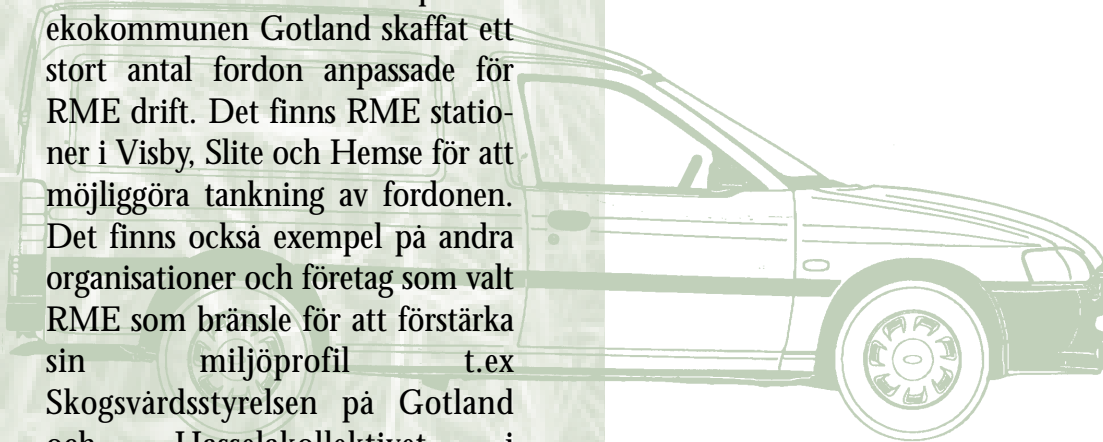 ekokommunen Gotland skaffat ett
stort antal fordon anpassade för
RME drift. Det finns RME statio-
ner i Visby, Slite och Hemse för att
möjliggöra tankning av fordonen.
Det finns också exempel på andra
organisationer och företag som valt
RME som bränsle för att förstärka
sin miljöprofil t.ex
Skogsvårdsstyrelsen på Gotland
och Hasselakollektivet i